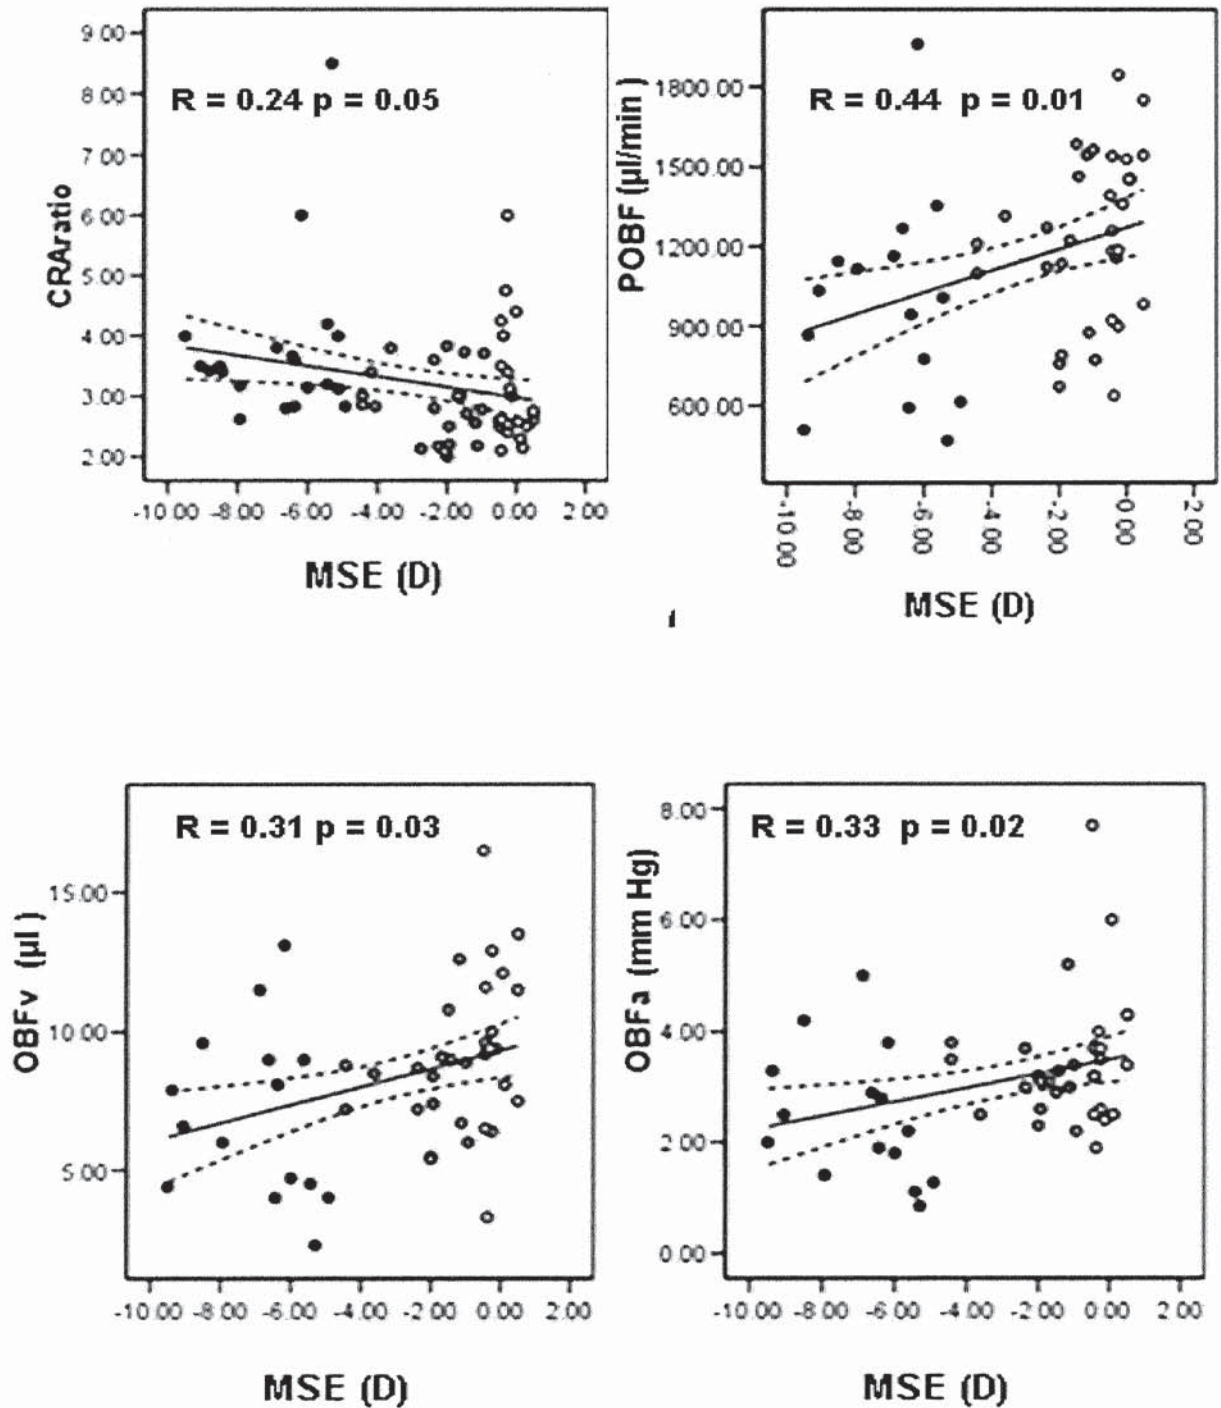 R = 0.24 p = 0.05
CRAratio
9.00
8.00
7.00
6.00
5.00
4.00
3.00
2.00
-10.00 -8.00 -6.00 -4.00 -2.00 0.00 2.00
MSE (D)
R = 0.44 p = 0.01
POBF (µl/min )
1800.00
1500.00
1200.00
900.00
600.00
-10.00 -8.00 -6.00 -4.00 -2.00 0.00 2.00
MSE (D)
R = 0.31 p = 0.03
OBFv (µl )
15.00
10.00
5.00
-10.00 -8.00 -6.00 -4.00 -2.00 0.00 2.00
MSE (D)
R = 0.33 p = 0.02
OBFa (mm Hg)
8.00
6.00
4.00
2.00
0.00
-10.00 -8.00 -6.00 -4.00 -2.00 0.00 2.00
MSE (D)